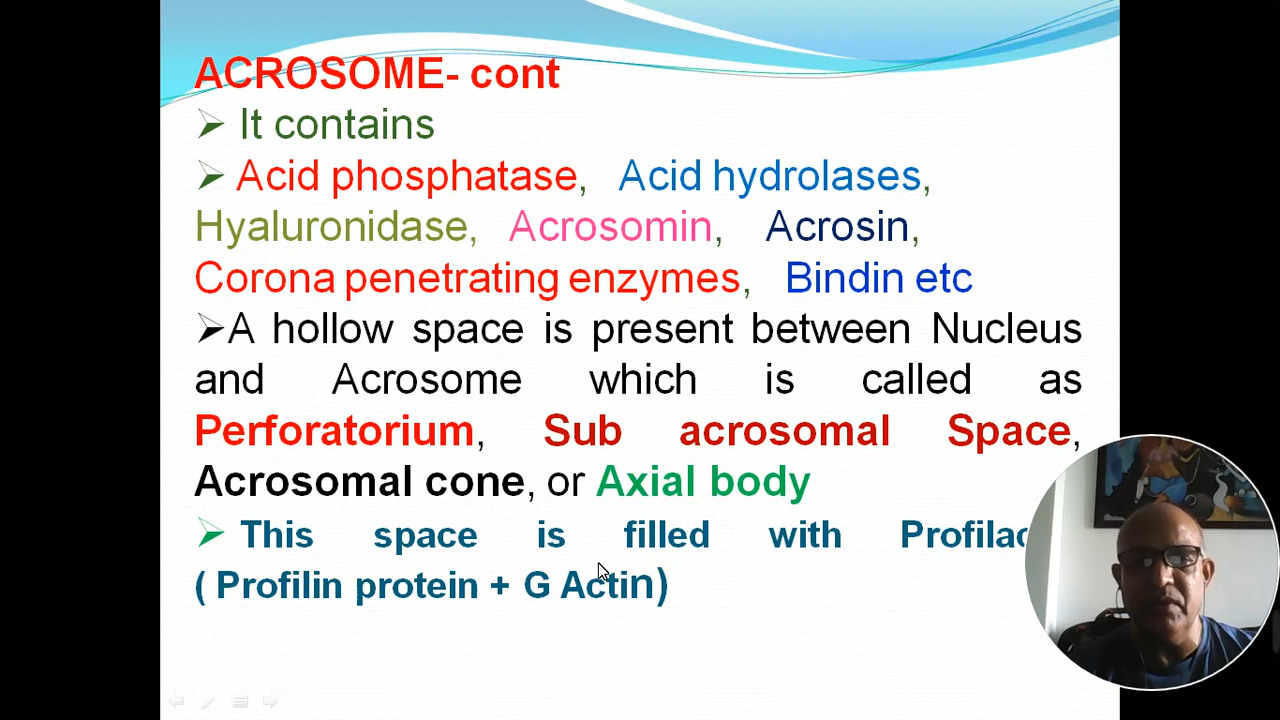 ACROSOME- cont
It contains
Acid phosphatase, Acid hydrolases,
Hyaluronidase, Acrosomin, Acrosin,
Corona penetrating enzymes, Bindin etc
A hollow space is present between Nucleus
and Acrosome which is called as
Perforatorium, Sub acrosomal Space,
Acrosomal cone, or Axial body
This space is filled with
( Profilin protein + G Actin)